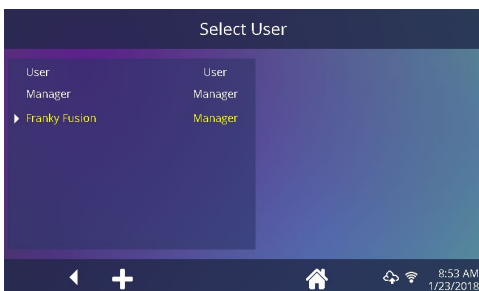 Select User
User User
Manager Manager
Franky Fusion Manager
8:53 AM
1/23/2018